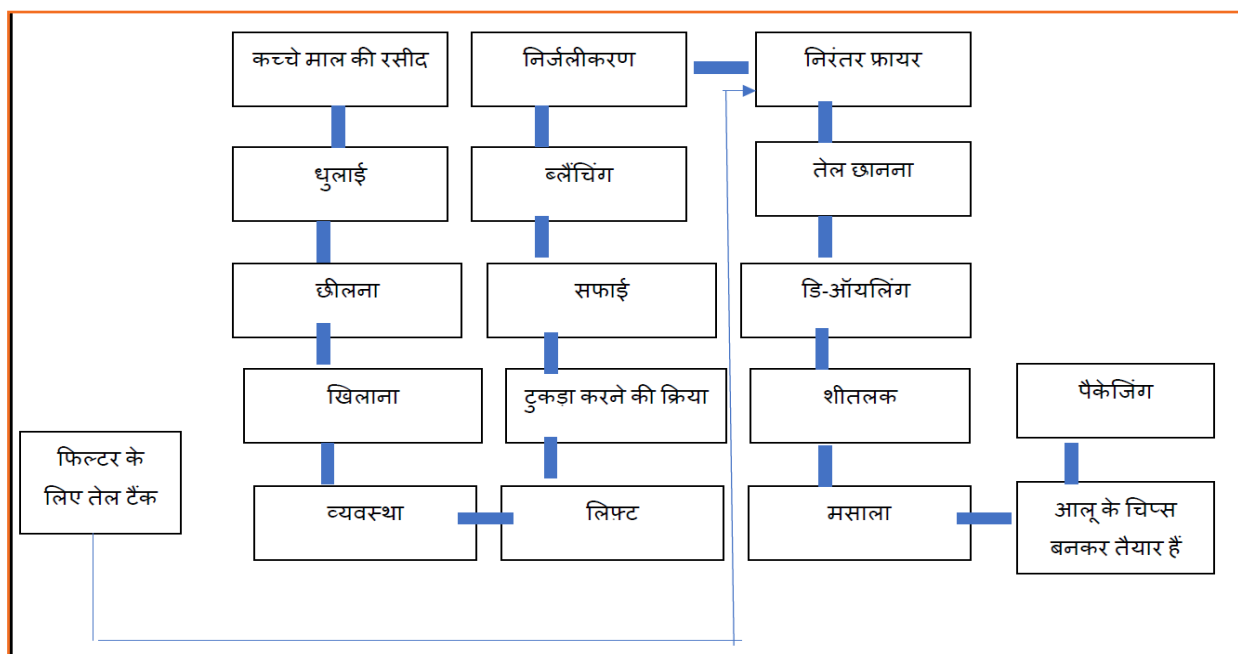 कच्चे माल की रसीद
धुलाई
छीलना
खिलाना
व्यवस्था
लिफ़्ट
टुकड़ा करने की क्रिया
सफाई
ब्लैंचिंग
निर्जलीकरण
निरंतर फ्रायर
तेल छानना
डि-ऑयलिंग
शीतलक
मसाला
आलू के चिप्स
बनकर तैयार हैं
पैकेजिंग
फिल्टर के
लिए तेल टैंक